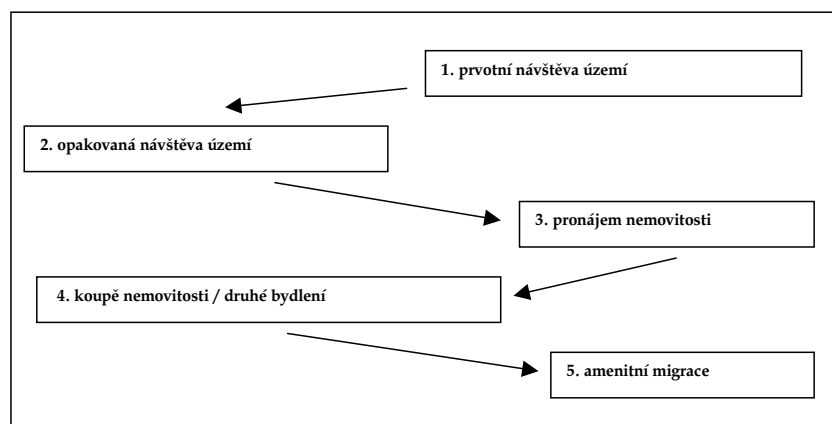 1. prvotní návštěva území
2. opakovaná návštěva území
3. pronájem nemovitosti
4. koupě nemovitosti / druhé bydlení
5. amenitní migrace